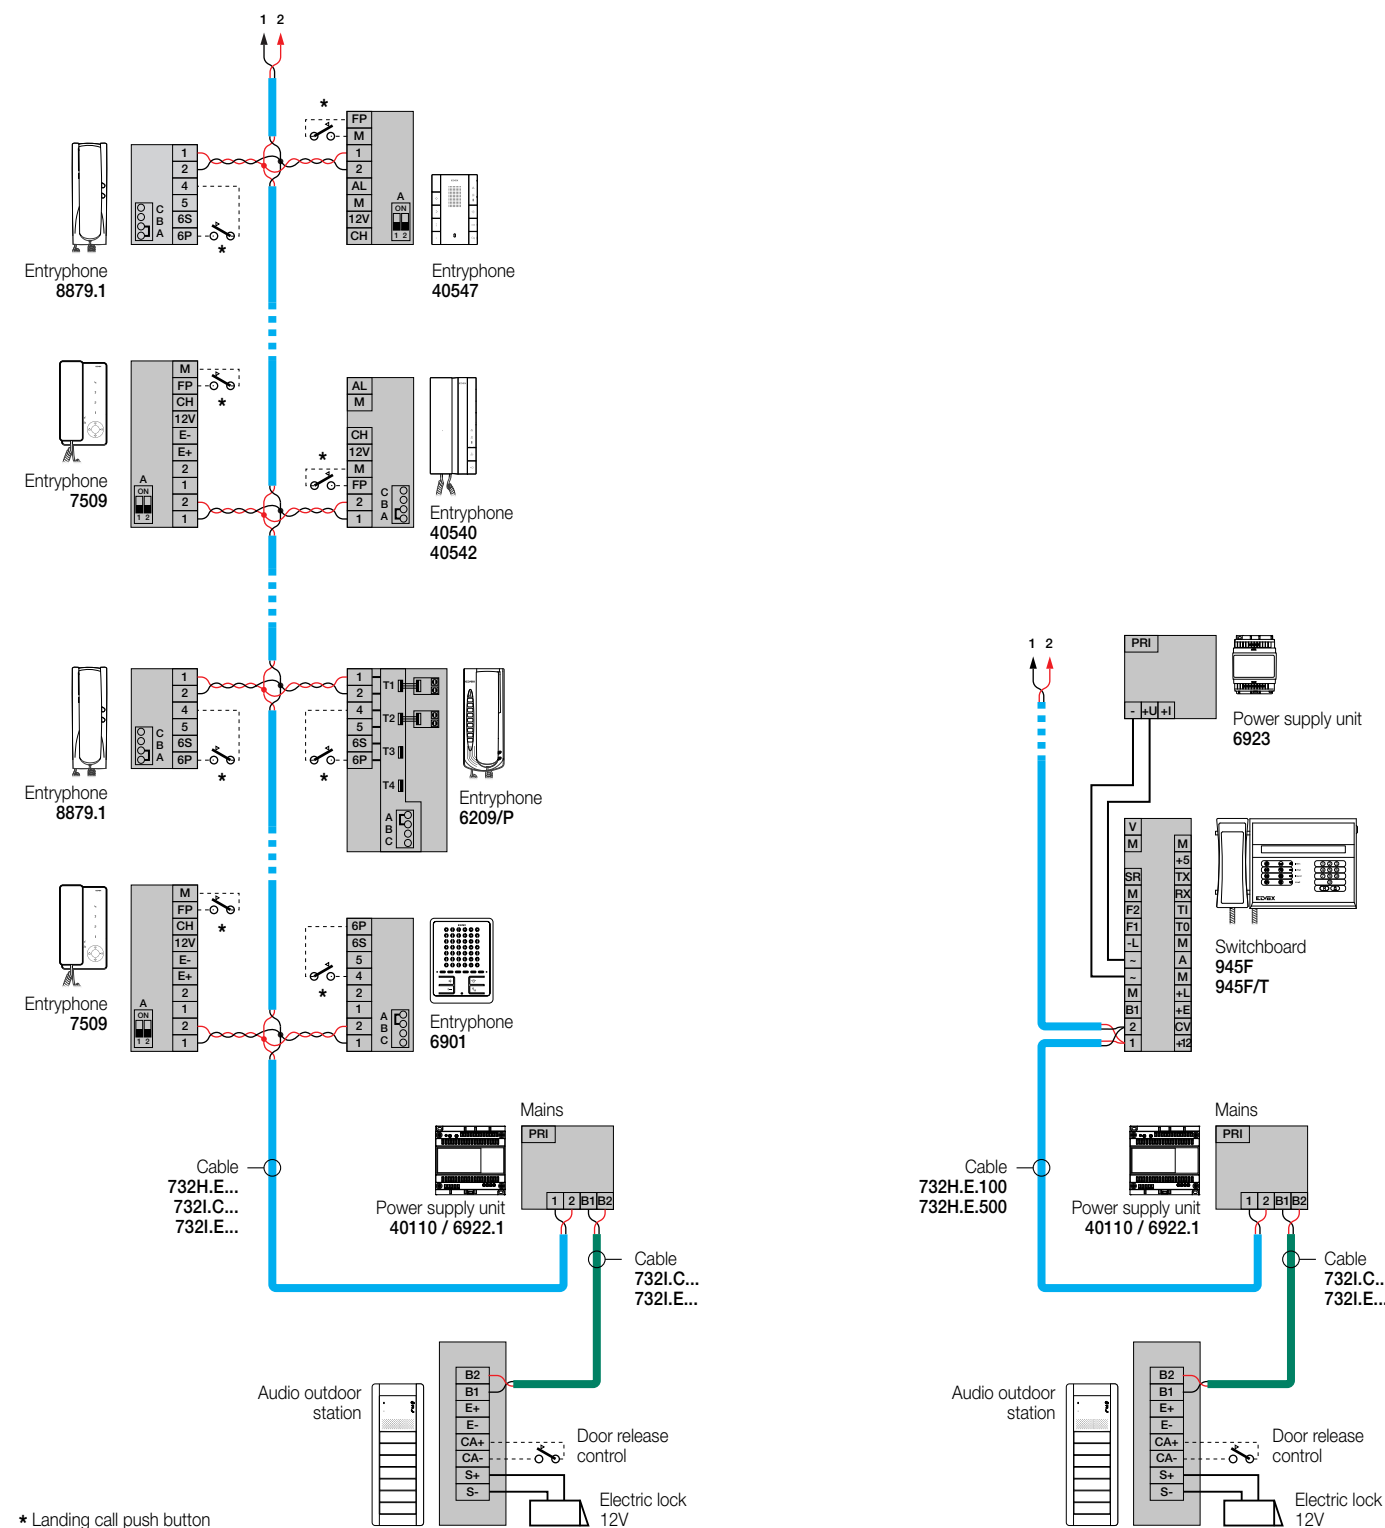 1 2
*
FP
M
1
2
AL
M
12V
CH
A
ON
1 2
1
2
4
5
6S
6P
C
B
A
*
Entryphone
8879.1
Entryphone
40547
M
FP
CH
12V
E-
E+
2
1
2
1
A
ON
1 2
*
Entryphone
7509
AL
M
CH
12V
M
FP
2
1
C
B
A
*
Entryphone
40540
40542
1
2
4
5
6S
6P
C
B
A
*
Entryphone
8879.1
1
2
4
5
6S
6P
T1
T2
T3
T4
A
B
C
*
Entryphone
6209/P
M
FP
CH
12V
E-
E+
2
1
2
1
A
ON
1 2
*
Entryphone
7509
6P
6S
5
4
2
1
2
1
A
B
C
*
Entryphone
6901
Mains
PRI
1 2 B1 B2
Power supply unit
40110 / 6922.1
Cable
732H.E...
732I.C...
732I.E...
Cable
732I.C...
732I.E...
Audio outdoor
station
B2
B1
E+
E-
CA+
CA-
S+
S-
Door release
control
Electric lock
12V
* Landing call push button
1 2
PRI
- +U +I
Power supply unit
6923
V
M
SR
M
F2
F1
-L
~
~
M
B1
2
1
M
+5
TX
RX
TI
T0
M
A
M
+L
+E
CV
+12
ELVEX
Switchboard
945F
945F/T
Mains
PRI
1 2 B1 B2
Power supply unit
40110 / 6922.1
Cable
732H.E.100
732H.E.500
Cable
732I.C..
732I.E..
Audio outdoor
station
B2
B1
E+
E-
CA+
CA-
S+
S-
Door release
control
Electric lock
12V